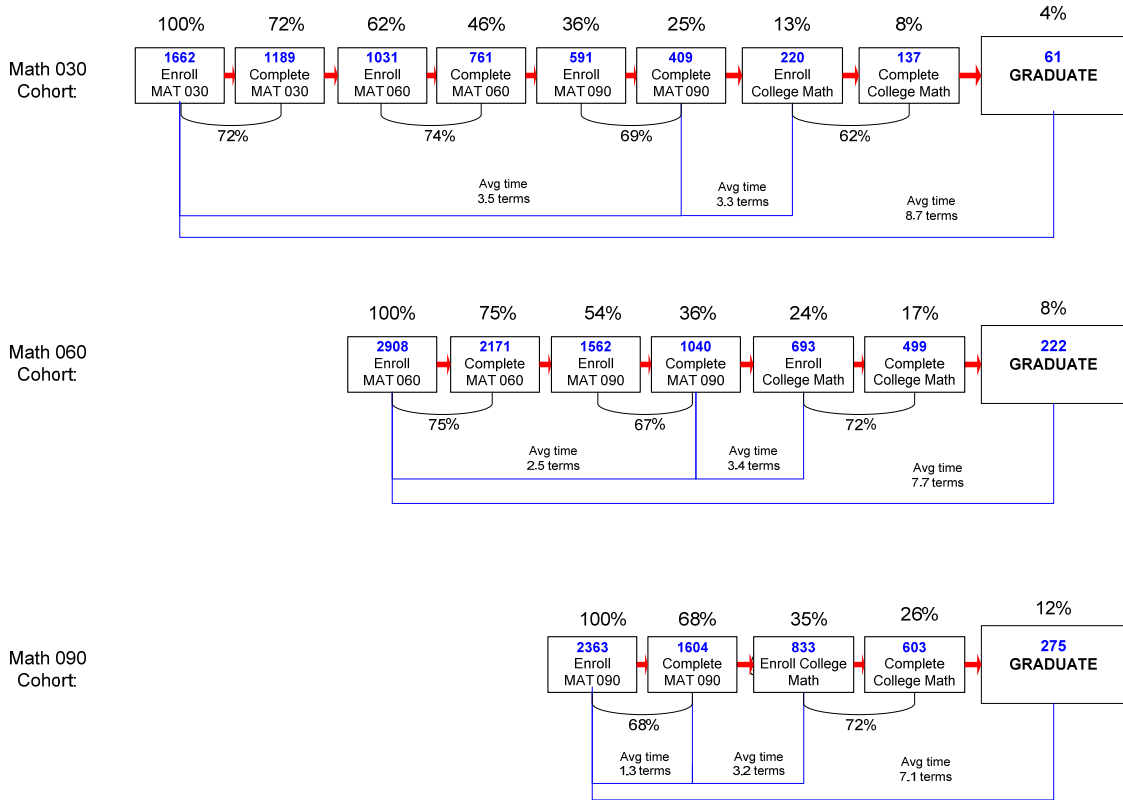 100% 72% 62% 46% 36% 25% 13% 8% 4%
Math 030
Cohort:
1662
Enroll
MAT 030
1189
Complete
MAT 030
1031
Enroll
MAT 060
761
Complete
MAT 060
591
Enroll
MAT 090
409
Complete
MAT 090
220
Enroll
College Math
137
Complete
College Math
61
GRADUATE
72% 74% 69% 62%
Avg time
3.5 terms
Avg time
3.3 terms
Avg time
8.7 terms
100% 75% 54% 36% 24% 17% 8%
Math 060
Cohort:
2908
Enroll
MAT 060
2171
Complete
MAT 060
1562
Enroll
MAT 090
1040
Complete
MAT 090
693
Enroll
College Math
499
Complete
College Math
222
GRADUATE
75% 67% 72%
Avg time
2.5 terms
Avg time
3.4 terms
Avg time
7.7 terms
100% 68% 35% 26% 12%
Math 090
Cohort:
2363
Enroll
MAT 090
1604
Complete
MAT 090
833
Enroll College
Math
603
Complete
College Math
275
GRADUATE
68% 72%
Avg time
1.3 terms
Avg time
3.2 terms
Avg time
7.1 terms